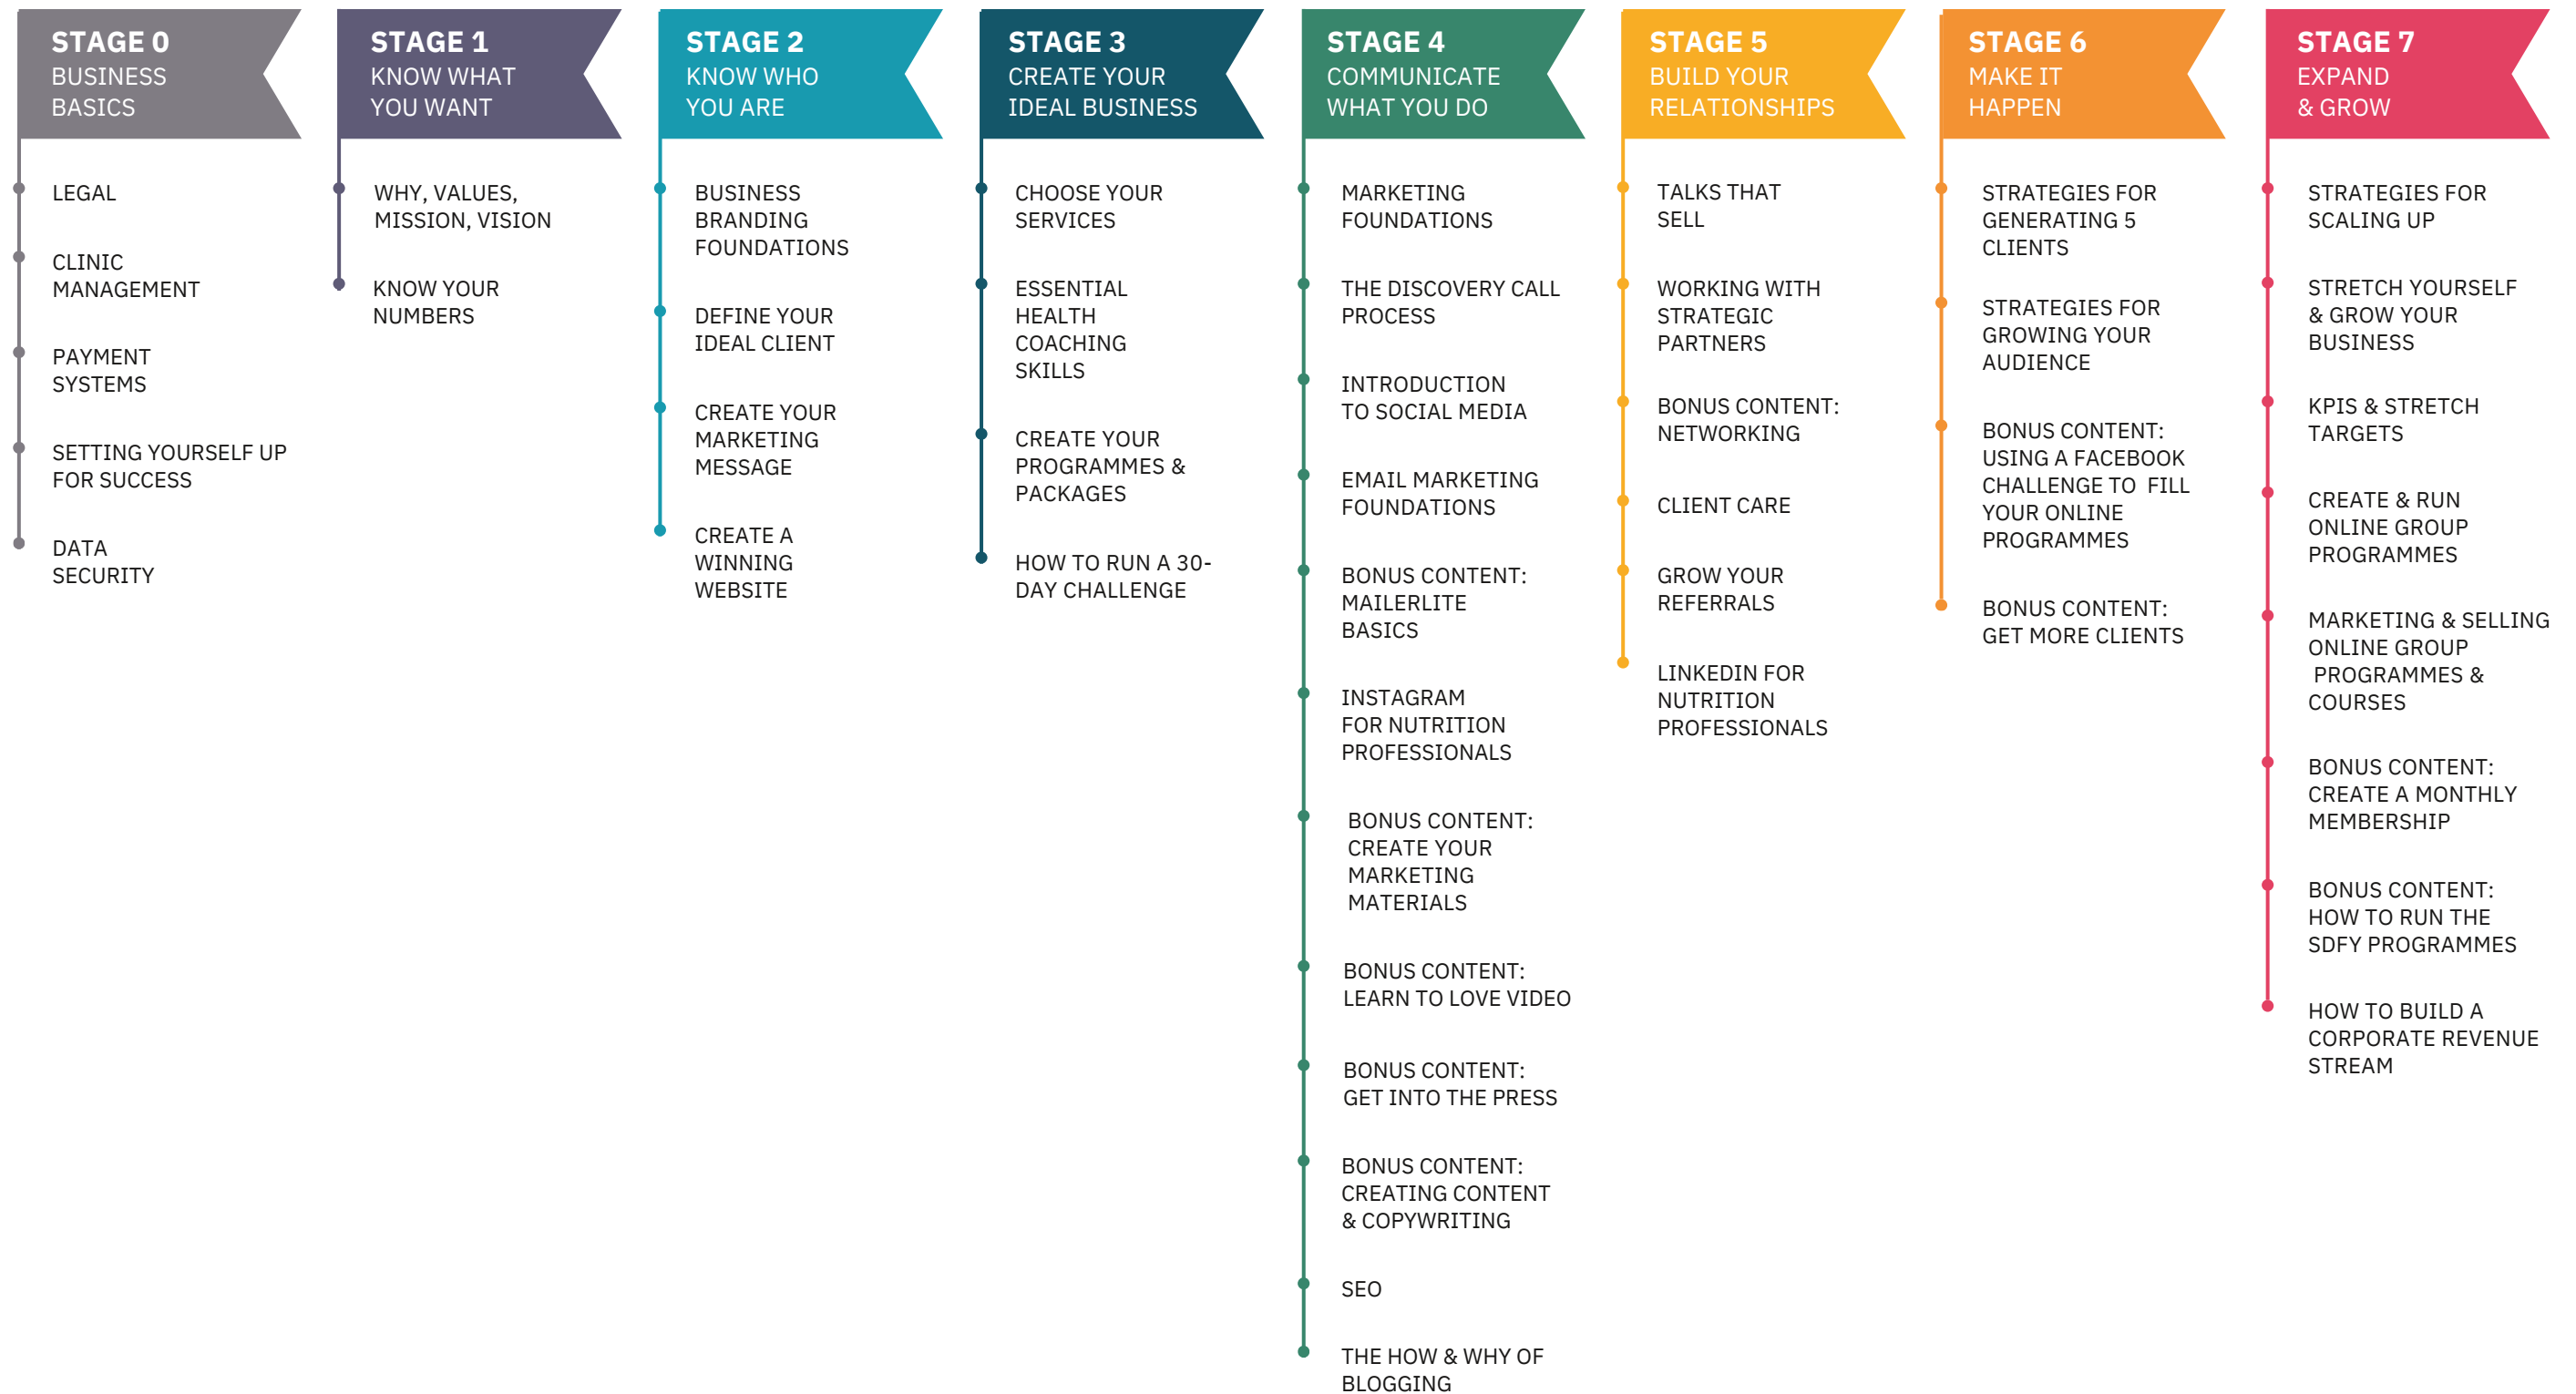 STAGE 0
BUSINESS
BASICS
LEGAL
CLINIC
MANAGEMENT
PAYMENT
SYSTEMS
SETTING YOURSELF UP
FOR SUCCESS
DATA
SECURITY
STAGE 1
KNOW WHAT
YOU WANT
WHY, VALUES,
MISSION, VISION
KNOW YOUR
NUMBERS
STAGE 2
KNOW WHO
YOU ARE
BUSINESS
BRANDING
FOUNDATIONS
DEFINE YOUR
IDEAL CLIENT
CREATE YOUR
MARKETING
MESSAGE
CREATE A
WINNING
WEBSITE
STAGE 3
CREATE YOUR
IDEAL BUSINESS
CHOOSE YOUR
SERVICES
ESSENTIAL
HEALTH
COACHING
SKILLS
CREATE YOUR
PROGRAMMES &
PACKAGES
HOW TO RUN A 30-
DAY CHALLENGE
STAGE 4
COMMUNICATE
WHAT YOU DO
MARKETING
FOUNDATIONS
THE DISCOVERY CALL
PROCESS
INTRODUCTION
TO SOCIAL MEDIA
EMAIL MARKETING
FOUNDATIONS
BONUS CONTENT:
MAILERLITE
BASICS
INSTAGRAM
FOR NUTRITION
PROFESSIONALS
BONUS CONTENT:
CREATE YOUR
MARKETING
MATERIALS
BONUS CONTENT:
LEARN TO LOVE VIDEO
BONUS CONTENT:
GET INTO THE PRESS
BONUS CONTENT:
CREATING CONTENT
& COPYWRITING
SEO
THE HOW & WHY OF
BLOGGING
STAGE 5
BUILD YOUR
RELATIONSHIPS
TALKS THAT
SELL
WORKING WITH
STRATEGIC
PARTNERS
BONUS CONTENT:
NETWORKING
CLIENT CARE
GROW YOUR
REFERRALS
LINKEDIN FOR
NUTRITION
PROFESSIONALS
STAGE 6
MAKE IT
HAPPEN
STRATEGIES FOR
GENERATING 5
CLIENTS
STRATEGIES FOR
GROWING YOUR
AUDIENCE
BONUS CONTENT:
USING A FACEBOOK
CHALLENGE TO FILL
YOUR ONLINE
PROGRAMMES
BONUS CONTENT:
GET MORE CLIENTS
STAGE 7
EXPAND
& GROW
STRATEGIES FOR
SCALING UP
STRETCH YOURSELF
& GROW YOUR
BUSINESS
KPIS & STRETCH
TARGETS
CREATE & RUN
ONLINE GROUP
PROGRAMMES
MARKETING & SELLING
ONLINE GROUP
PROGRAMMES &
COURSES
BONUS CONTENT:
CREATE A MONTHLY
MEMBERSHIP
BONUS CONTENT:
HOW TO RUN THE
SDFY PROGRAMMES
HOW TO BUILD A
CORPORATE REVENUE
STREAM